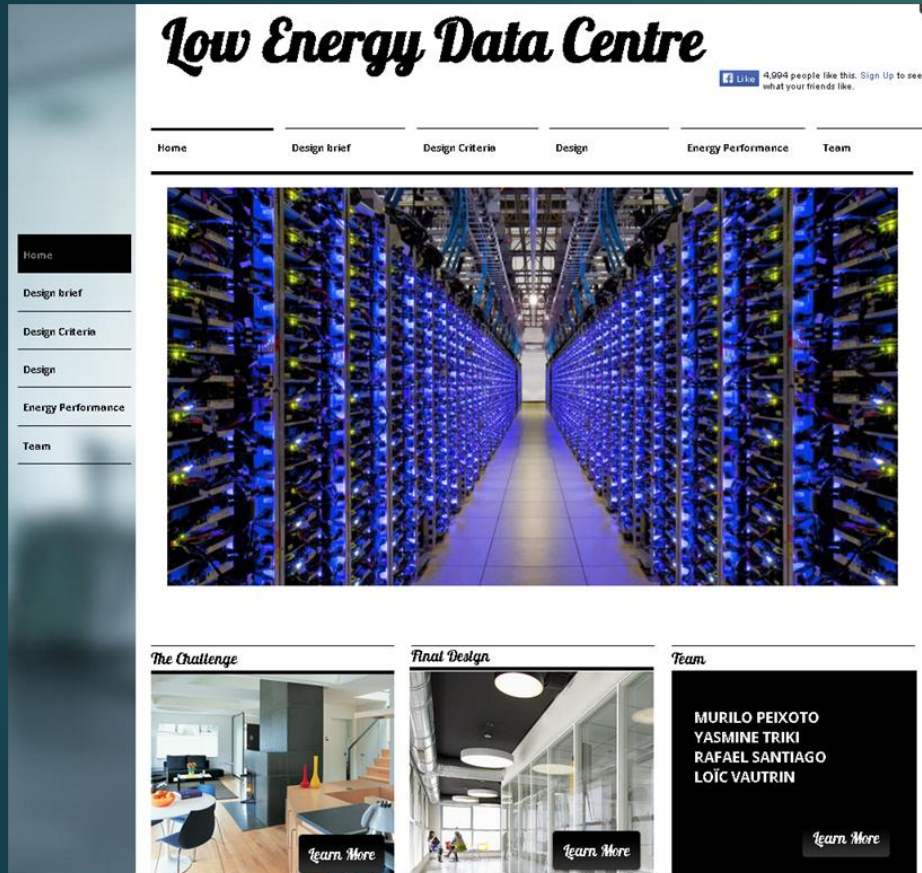 Low Energy Data Centre
Like 4,994 people like this. Sign Up to see
what your friends like.
Home Design brief Design Criteria Design Energy Performance Team
Home
Design brief
Design Criteria
Design
Energy Performance
Team
The Challenge
Learn More
Final Design
Learn More
Team
MURILO PEIXOTO
YASMINE TRIKI
RAFAEL SANTIAGO
LOÏC VAUTRIN
Learn More